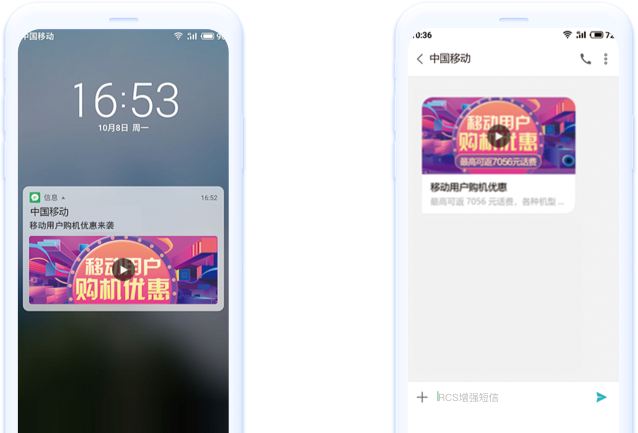 中国移动
16:53
10月8日 周一
信息
16:52
中国移动
移动用户购机优惠来袭
移动用户
购机优惠
10:36
中国移动
移动用户
购机优惠
最高可返7056元话费
移动用户购机优惠
最高可返 7056 元话费，各种机型 ...
RCS增强短信